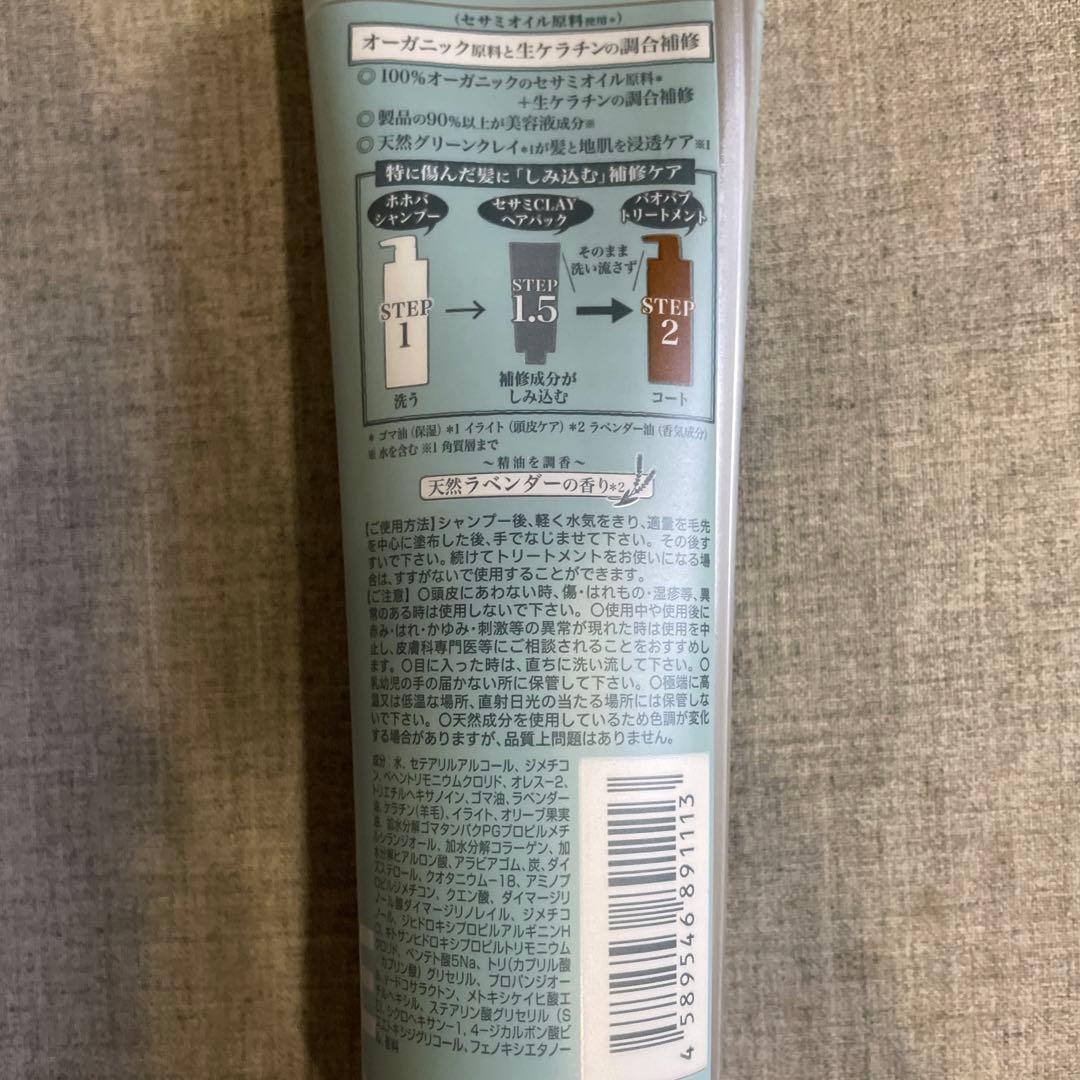 (セサミオイル原料使用*)
オーガニック原料と生ケラチンの調合補修
◎100%オーガニックのセサミオイル原料*
+生ケラチンの調合補修
◎製品の90%以上が美容液成分※
◎天然グリーンクレイ*1が髪と地肌を浸透ケア※1
特に傷んだ髪に「しみ込む」補修ケア
ホホバ
シャンプー
セサミCLAY
ヘアパック
バオバブ
トリートメント
そのまま
洗い流さず
STEP
1
→
STEP
1.5
→
STEP
2
洗う
補修成分が
しみ込む
コート
* ゴマ油(保湿) *1 イライト(頭皮ケア) *2 ラベンダー油(香気成分)
※ 水を含む ※1 角質層まで
~精油を調香~
天然ラベンダーの香り*2
【ご使用方法】シャンプー後、軽く水気をきり、適量を毛先
を中心に塗布した後、手でなじませて下さい。その後す
すいで下さい。続けてトリートメントをお使いになる場
合は、すすがないで使用することができます。
【ご注意】○頭皮にあわない時、傷・はれもの・湿疹等、異
常のある時は使用しないで下さい。○使用中や使用後に
赤み・はれ・かゆみ・刺激等の異常が現れた時は使用を中
止し、皮膚科専門医等にご相談されることをおすすめし
ます。○目に入った時は、直ちに洗い流して下さい。○
乳幼児の手の届かない所に保管して下さい。○極端に高
温又は低温な場所、直射日光の当たる場所には保管しな
いで下さい。○天然成分を使用しているため色調が変化
する場合がありますが、品質上問題はありません。
成分:水、セテアリルアルコール、ジメチコ
ン、ベヘントリモニウムクロリド、オレス-2、
トリエチルヘキサノイン、ゴマ油、ラベンダー
油、ケラチン(羊毛)、イライト、オリーブ果実
油、加水分解ゴマタンパクPGプロピルメチ
ルシランジオール、加水分解コラーゲン、加
水分解ヒアルロン酸、アラビアゴム、炭、ダイ
ズステロール、クオタニウム-18、アミノプ
ロピルジメチコン、クエン酸、ダイマージリ
ノール酸ダイマージリノレイル、ジメチコ
ノール、ジヒドロキシプロピルアルギニンH
Cl、キトサンヒドロキシプロピルトリモニウム
クロリド、ペンテト酸5Na、トリ(カプリル酸
カプリン酸)グリセリル、プロパンジオー
ドコサラクトン、メトキシケイヒ酸エ
チルヘキシル、ステアリン酸グリセリル(S
シクロヘキサン-1,4-ジカルボン酸ビ
エトキシジグリコール、フェノキシエタノー
香料
4 589546 891113